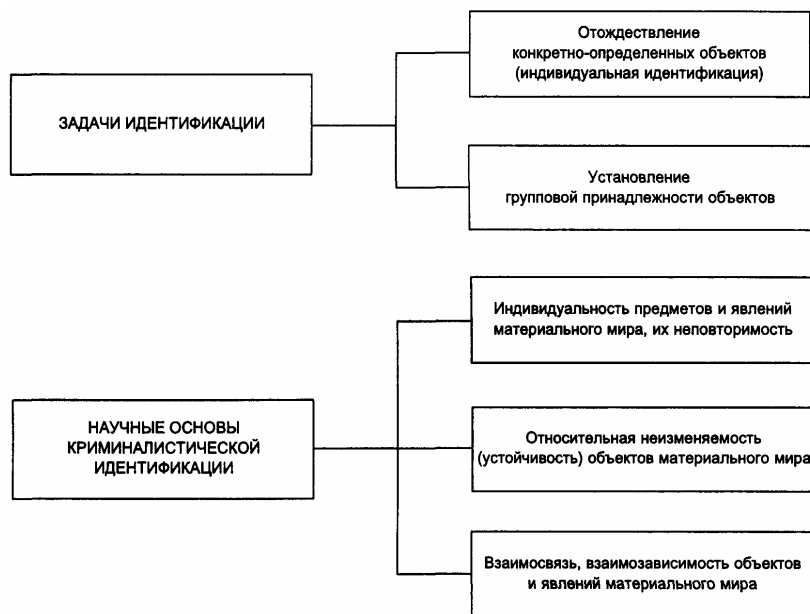 ЗАДАЧИ ИДЕНТИФИКАЦИИ
Отождествление
конкретно-определенных объектов
(индивидуальная идентификация)
Установление
групповой принадлежности объектов
НАУЧНЫЕ ОСНОВЫ
КРИМИНАЛИСТИЧЕСКОЙ
ИДЕНТИФИКАЦИИ
Индивидуальность предметов и явлений
материального мира, их неповторимость
Относительная неизменяемость
(устойчивость) объектов материального мира
Взаимосвязь, взаимозависимость объектов
и явлений материального мира